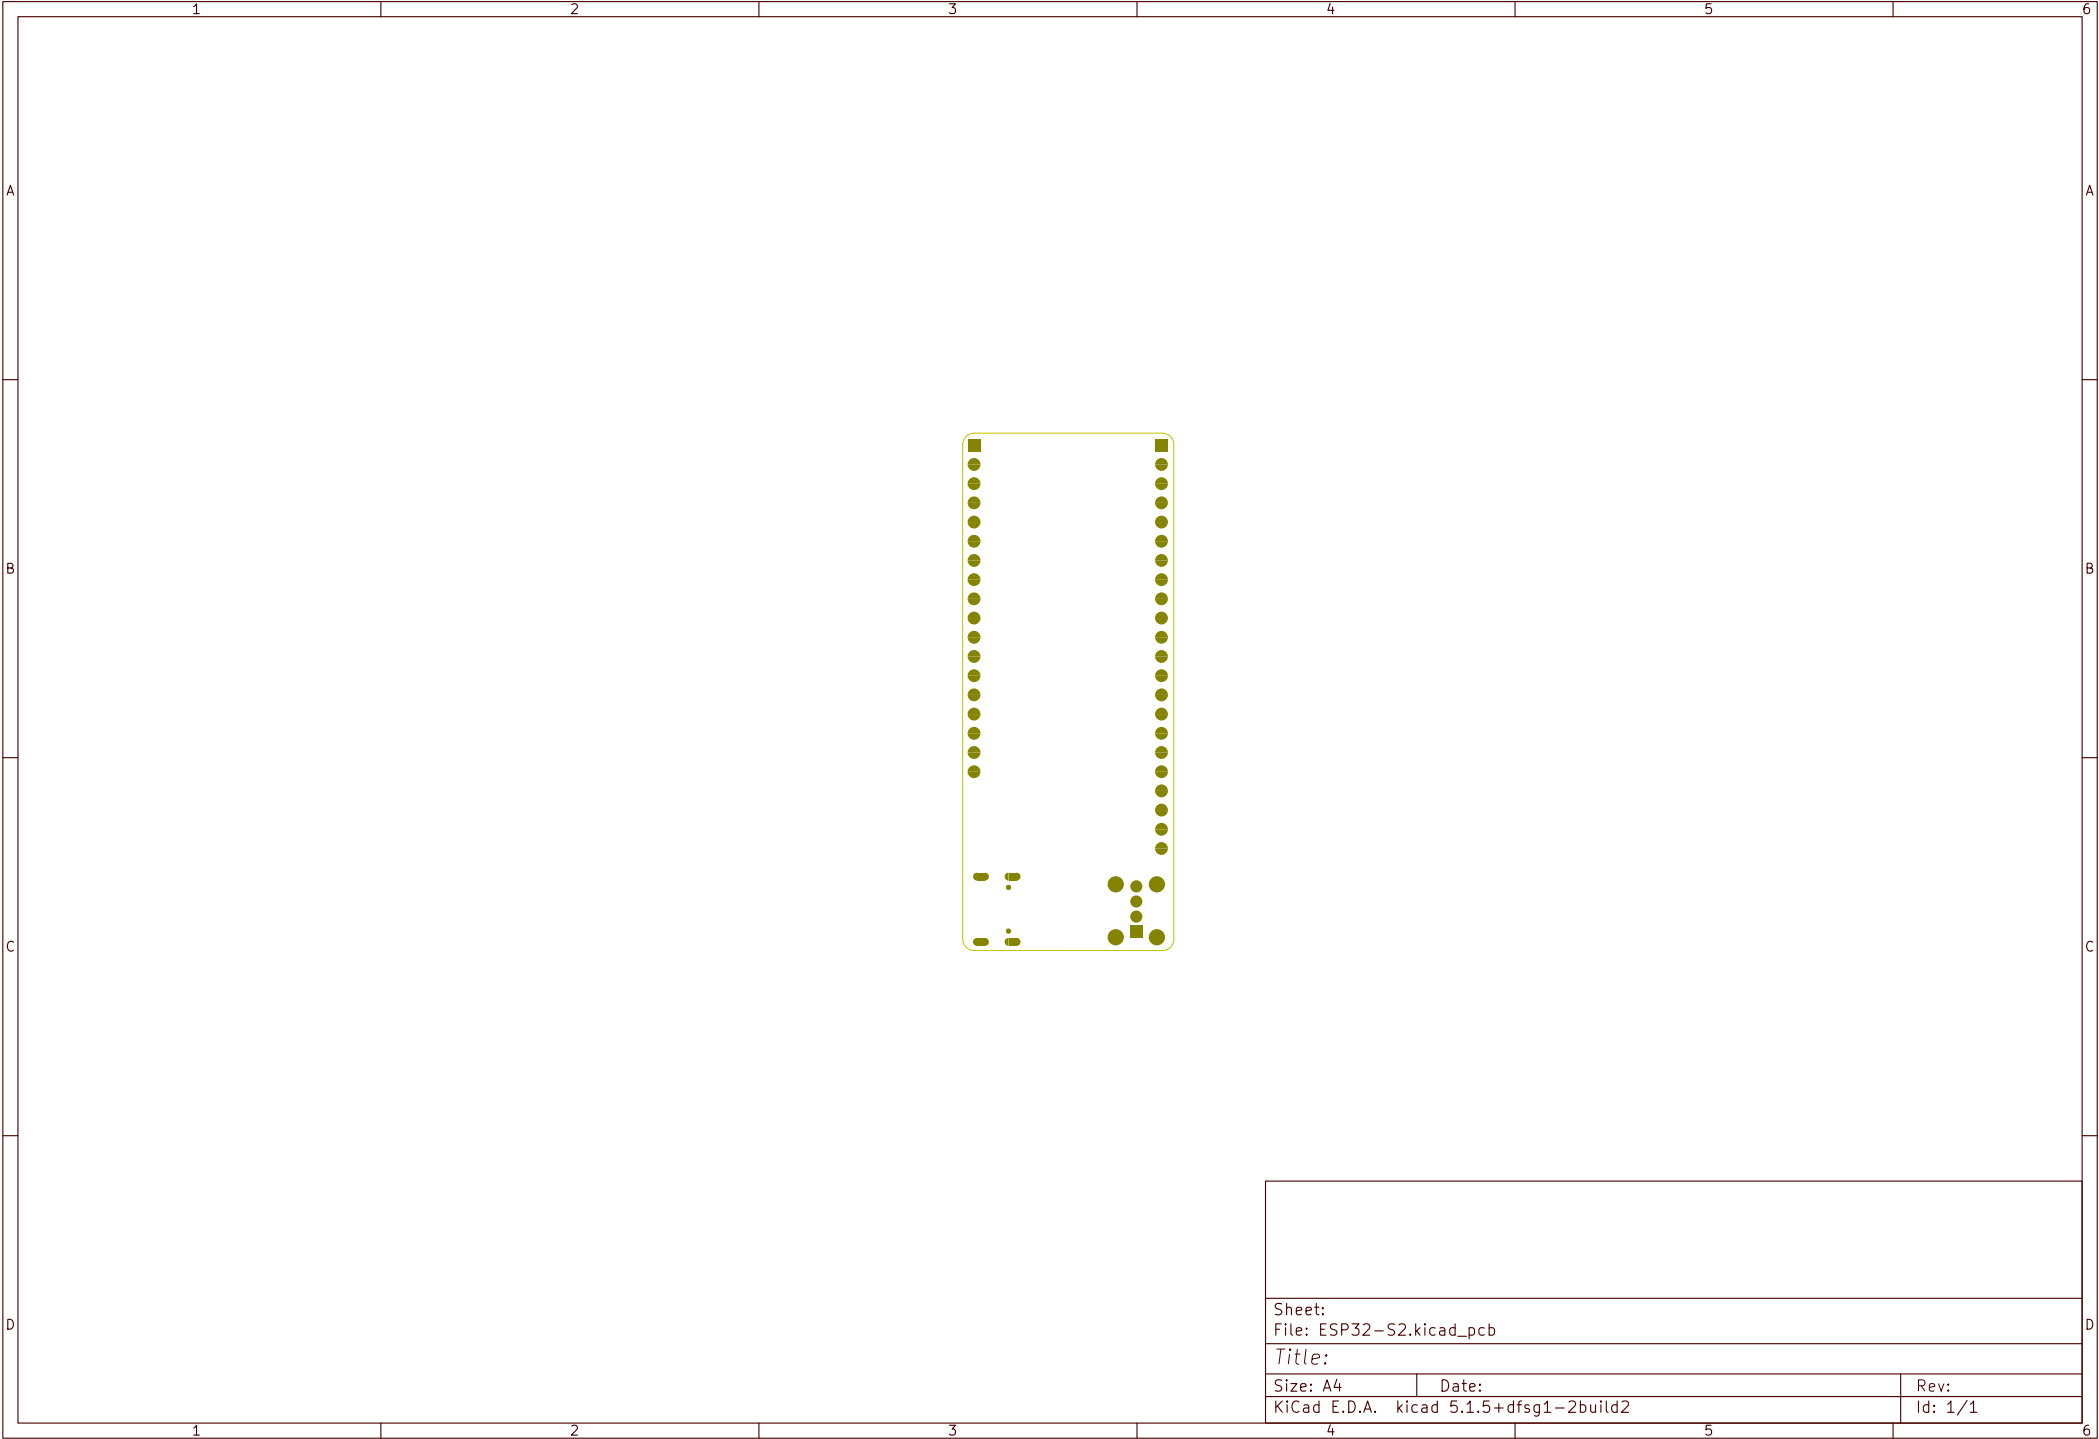 1 2 3 4 5 6
A A
B B
C C
D D
Sheet:
File: ESP32-S2.kicad_pcb
Title:
Size: A4 Date: Rev:
KiCad E.D.A. kicad 5.1.5+dfsg1-2build2 Id: 1/1
1 2 3 4 5 6